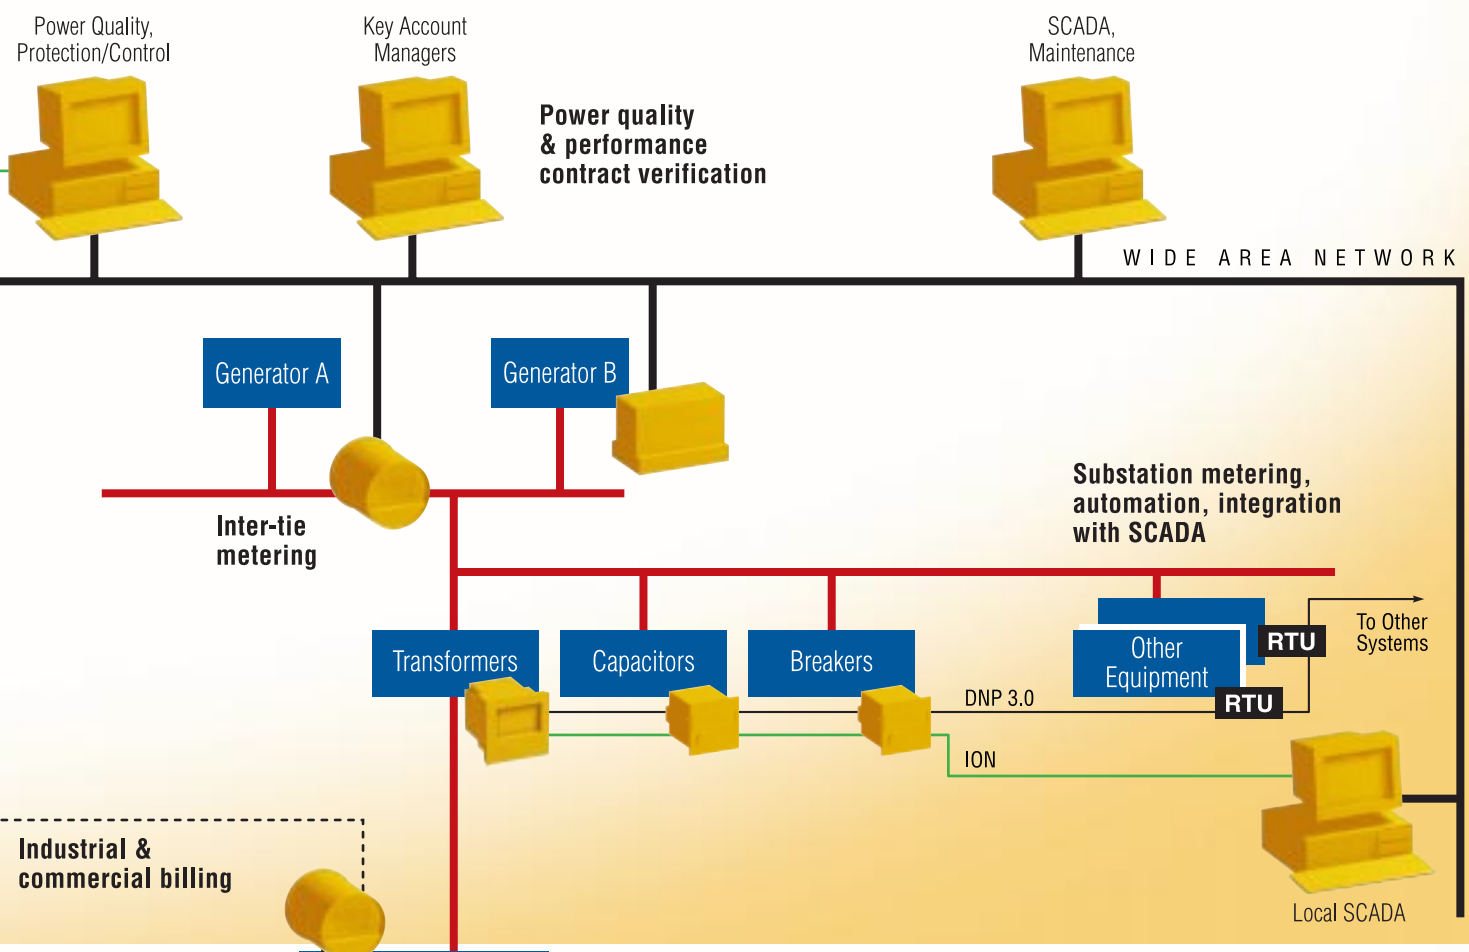 Power Quality,
Protection/Control
Key Account
Managers
SCADA,
Maintenance
Power quality
& performance
contract verification
WIDE AREA NETWORK
Generator A
Generator B
Inter-tie
metering
Substation metering,
automation, integration
with SCADA
Transformers
Capacitors
Breakers
Other
Equipment
RTU
To Other
Systems
DNP 3.0
RTU
ION
Industrial &
commercial billing
Local SCADA